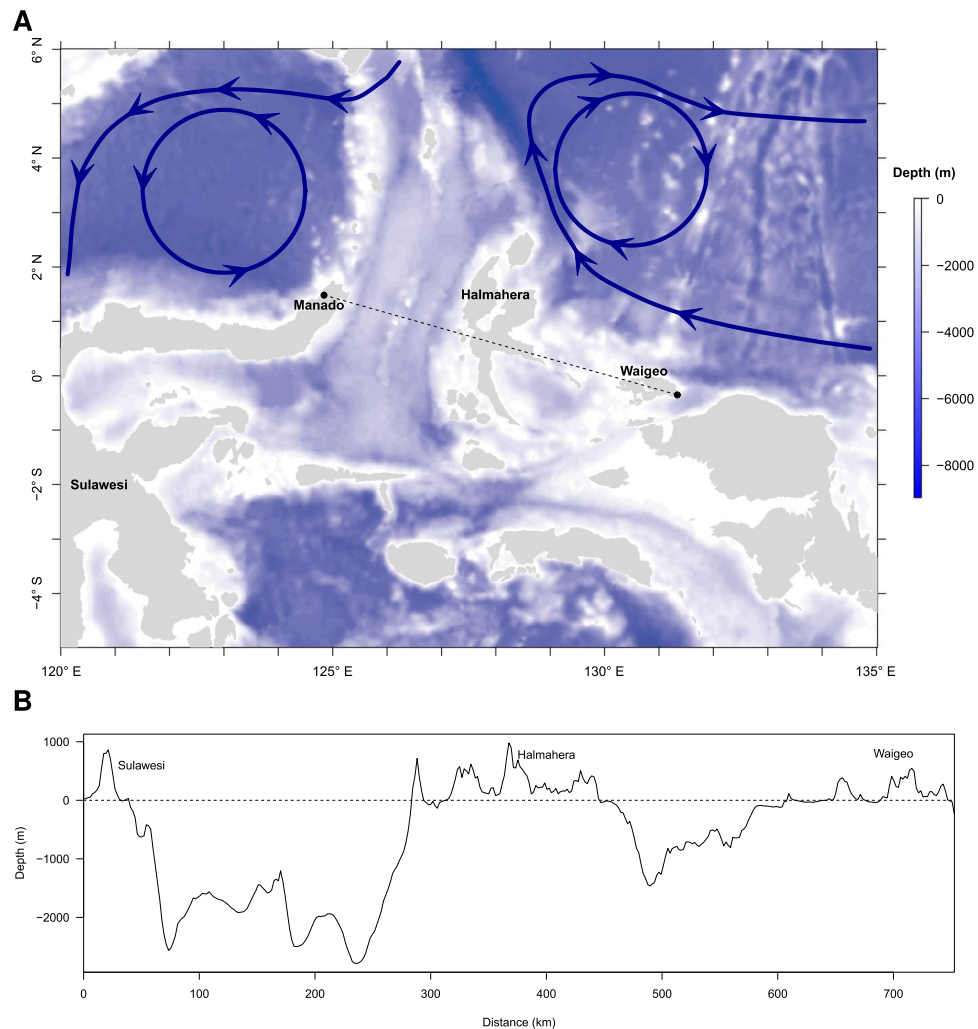 A
6° N
4° N
2° N
0°
−2° S
−4° S
120° E
125° E
130° E
135° E
Manado
Halmahera
Waigeo
Sulawesi
Depth (m)
0
−2000
−4000
−6000
−8000
B
1000
0
−1000
−2000
Depth (m)
Sulawesi
Halmahera
Waigeo
0
100
200
300
400
500
600
700
Distance (km)